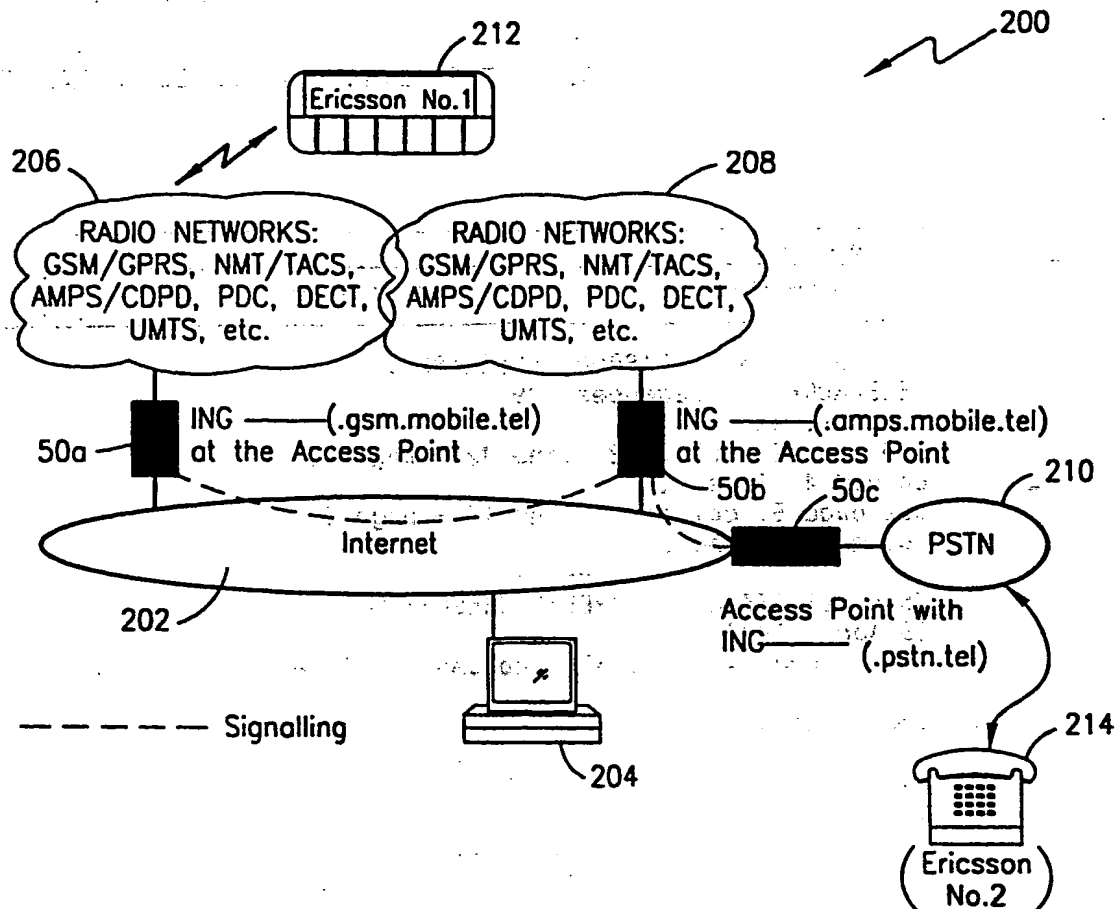 200
212
Ericsson No.1
206
208
RADIO NETWORKS:
GSM/GPRS, NMT/TACS,
AMPS/CDPD, PDC, DECT,
UMTS, etc.
RADIO NETWORKS:
GSM/GPRS, NMT/TACS,
AMPS/CDPD, PDC, DECT,
UMTS, etc.
50a
ING (.gsm.mobile.tel)
at the Access Point
ING (.amps.mobile.tel)
at the Access Point
50b
50c
210
Internet
PSTN
202
Access Point with
ING (.pstn.tel)
Signalling
204
214
(Ericsson
No.2)